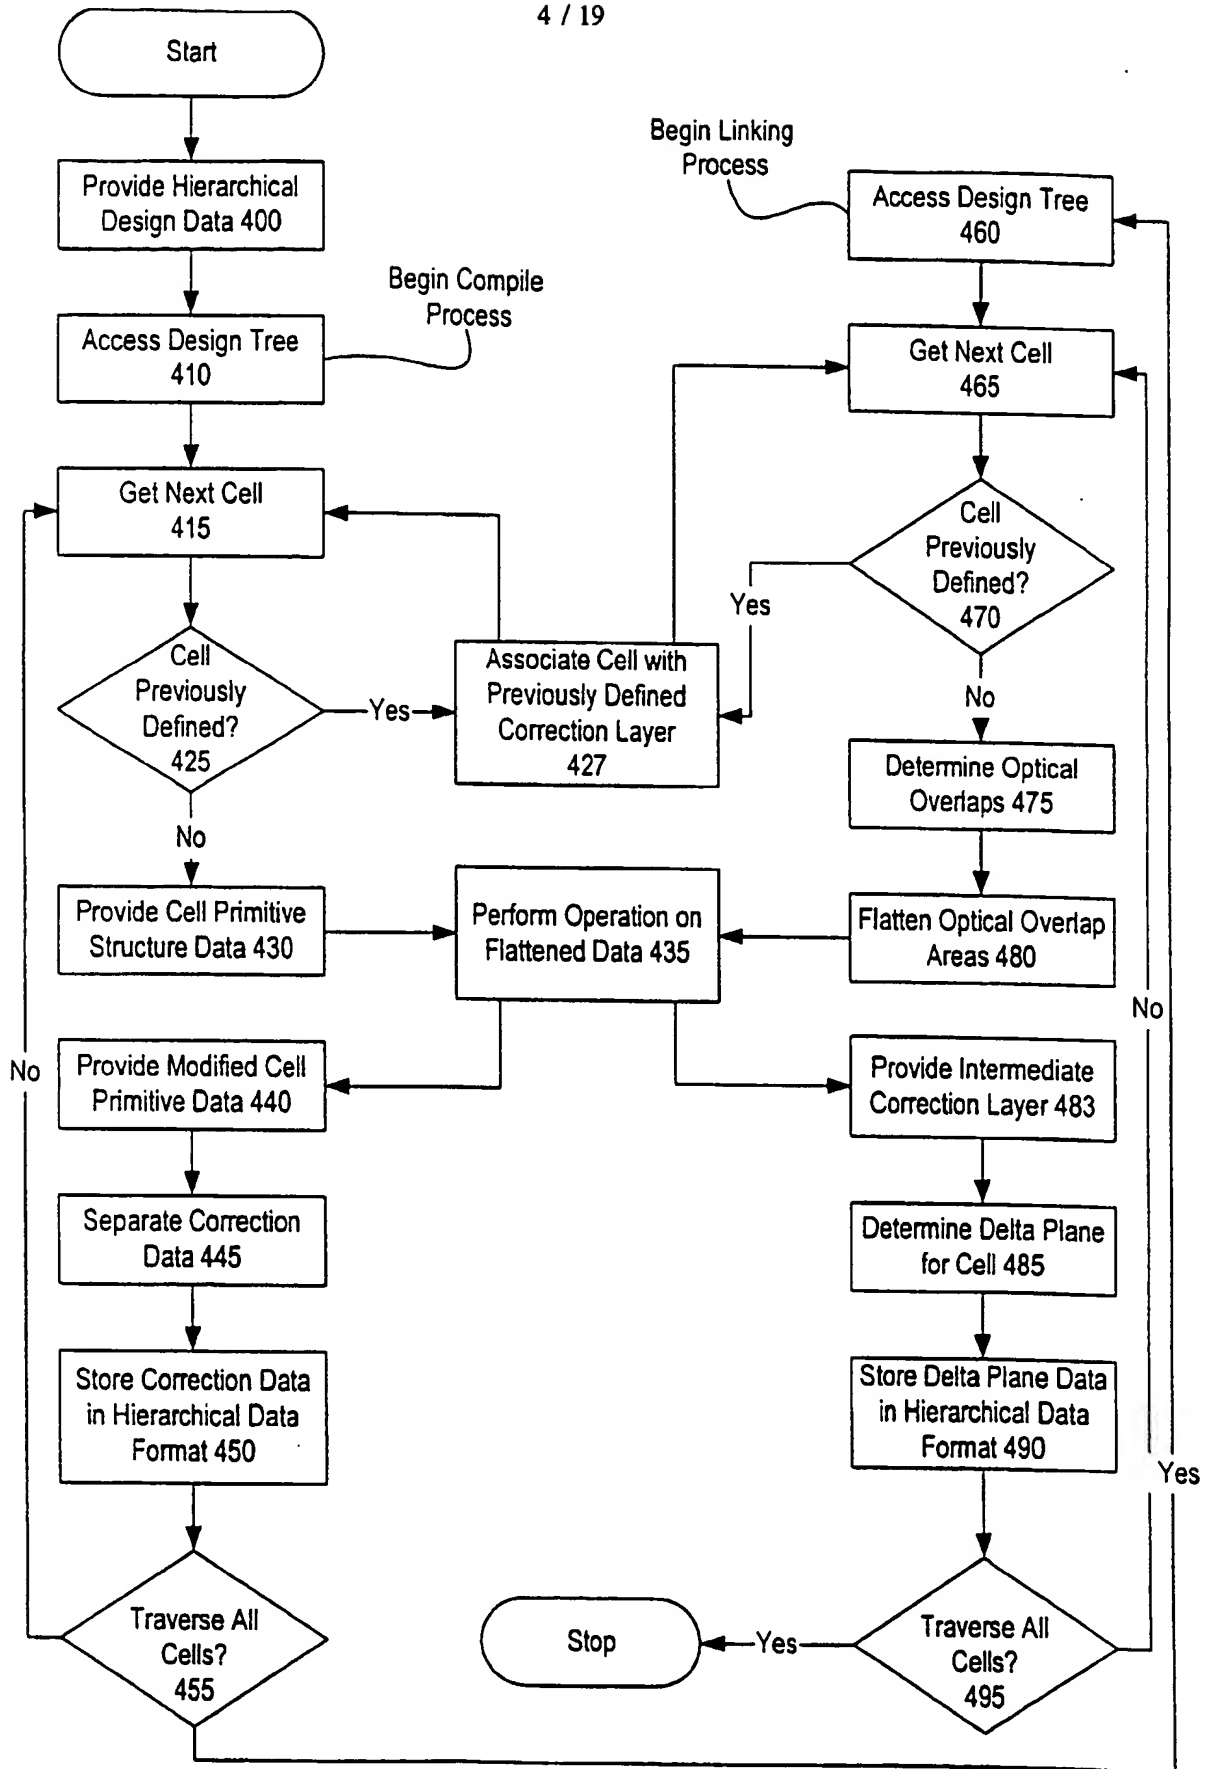 4 / 19
Start
Provide Hierarchical
Design Data 400
Begin Compile
Process
Access Design Tree
410
Get Next Cell
415
Cell
Previously
Defined?
425
Yes
No
Associate Cell with
Previously Defined
Correction Layer
427
Provide Cell Primitive
Structure Data 430
Perform Operation on
Flattened Data 435
Provide Modified Cell
Primitive Data 440
Separate Correction
Data 445
Store Correction Data
in Hierarchical Data
Format 450
Traverse All
Cells?
455
No
Begin Linking
Process
Access Design Tree
460
Get Next Cell
465
Cell
Previously
Defined?
470
Yes
No
Determine Optical
Overlaps 475
Flatten Optical Overlap
Areas 480
Provide Intermediate
Correction Layer 483
Determine Delta Plane
for Cell 485
Store Delta Plane Data
in Hierarchical Data
Format 490
Traverse All
Cells?
495
No
Yes
Yes
Stop